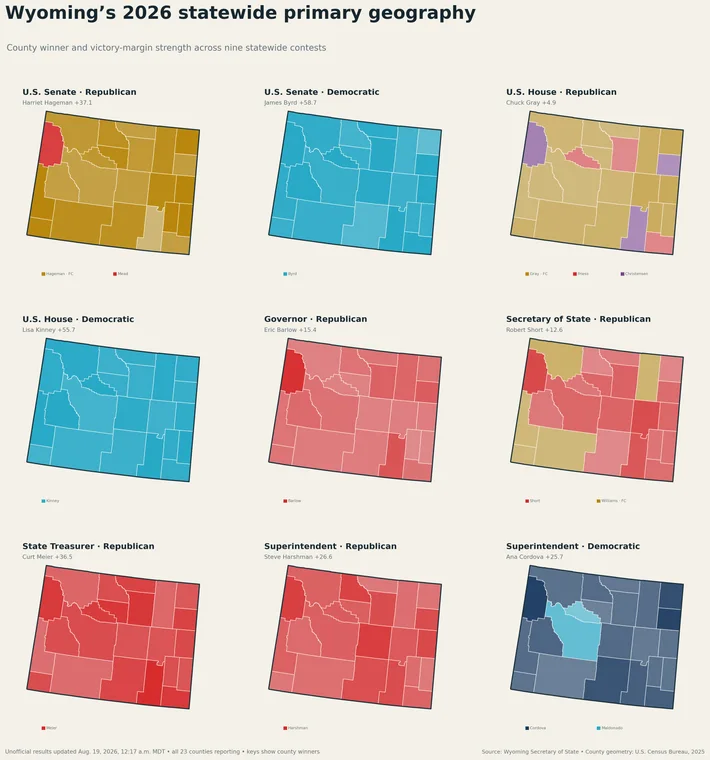 Wyoming's 2026 statewide primary geography
County winner and victory-margin strength across nine statewide contests
U.S. Senate · Republican
Harriet Hageman +37.1
Hageman · FC
Mead
U.S. Senate · Democratic
James Byrd +58.7
Byrd
U.S. House · Republican
Chuck Gray +4.9
Gray · FC
Christensen
U.S. House · Democratic
Lisa Kinney +55.7
Kinney
Governor · Republican
Eric Barlow +15.4
Barlow
Secretary of State · Republican
Robert Short +12.6
Short
Williams · FC
State Treasurer · Republican
Curt Meier +36.5
Meier
Superintendent · Republican
Steve Harshman +26.6
Harshman
Superintendent · Democratic
Ana Cordova +25.7
Cordova
Maldonado
Unofficial results updated Aug. 19, 2026, 12:17 a.m. MDT • all 23 counties reporting • keys show county winners
Source: Wyoming Secretary of State • County geometry: U.S. Census Bureau, 2025